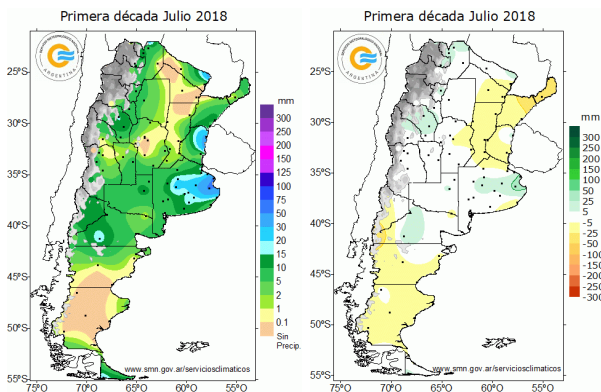 Primera década Julio 2018
ARGENTINA
25°S
30°S
35°S
40°S
45°S
50°S
55°S
75°O 70°O 65°O 60°O 55°O
mm
300
250
200
150
125
100
75
50
30
20
15
10
5
2
1
0.1
Sin
Precip.
www.smn.gov.ar/serviciosclimaticos
Primera década Julio 2018
ARGENTINA
25°S
30°S
35°S
40°S
45°S
50°S
55°S
75°O 70°O 65°O 60°O 55°O
mm
300
250
200
150
100
50
25
5
-5
-25
-50
-100
-150
-200
-250
-300
www.smn.gov.ar/serviciosclimaticos